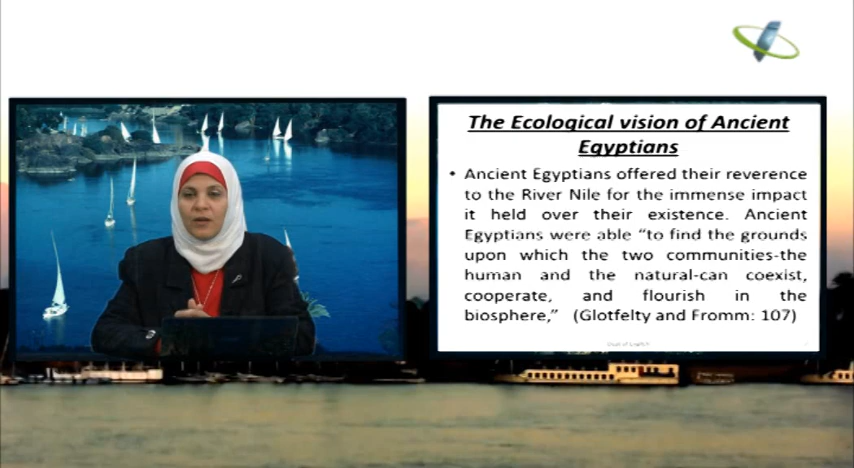 The Ecological vision of Ancient
Egyptians
• Ancient Egyptians offered their reverence
to the River Nile for the immense impact
it held over their existence. Ancient
Egyptians were able “to find the grounds
upon which the two communities-the
human and the natural-can coexist,
cooperate, and flourish in the
biosphere,” (Glotfelty and Fromm: 107)